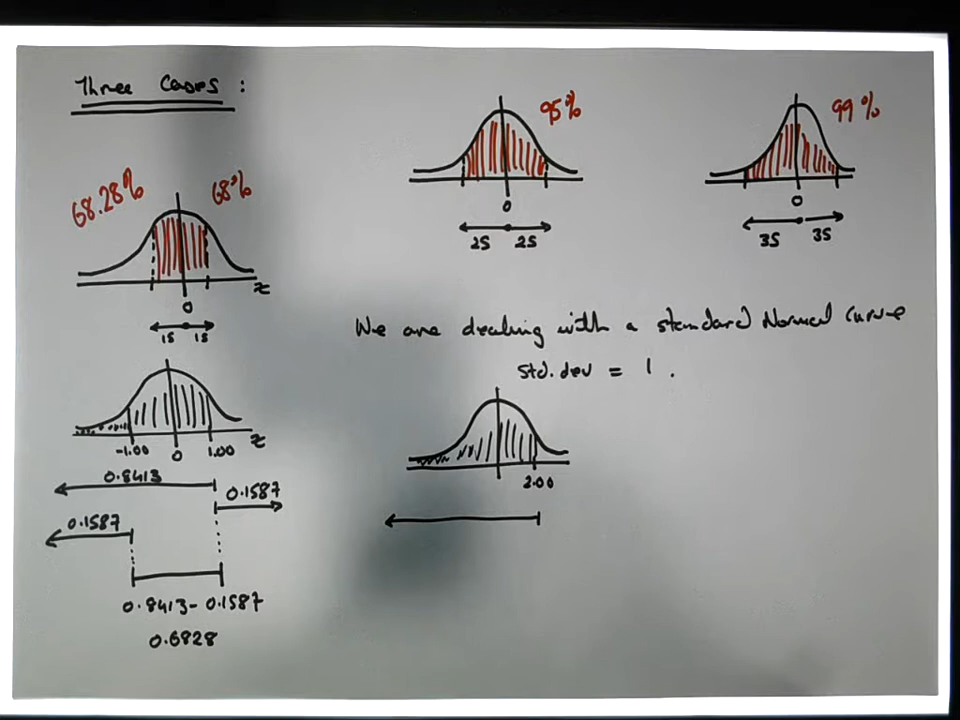 Three Cases :
68.28%
68%
0
z
1S 1S
95%
0
2S 2S
99%
0
3S 3S
We are dealing with a standard Normal curve
Std.dev = 1 .
-1.00 0 1.00 z
0.8413
0.1587
0.1587
0.8413 - 0.1587
0.6828
2.00